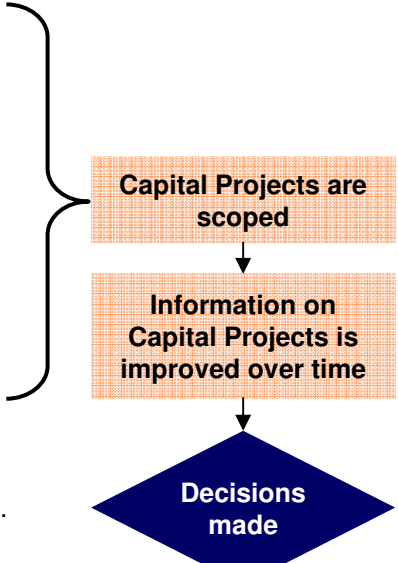 Capital Projects are
scoped
Information on
Capital Projects is
improved over time
Decisions
made
.